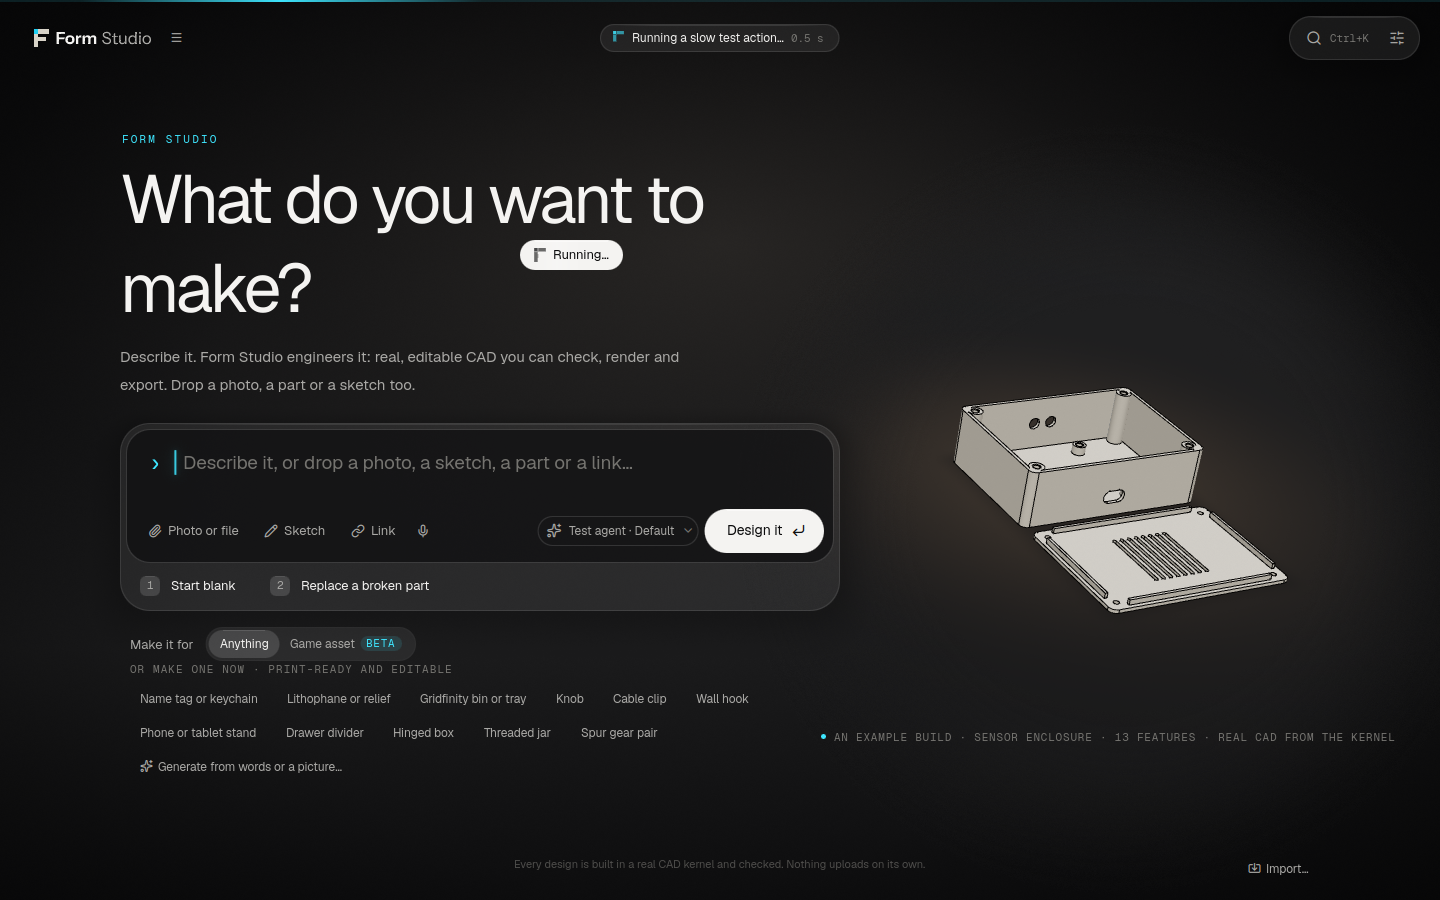 Form Studio
Running a slow test action... 0.5 s
Ctrl+K
FORM STUDIO
What do you want to
make?
Running...
Describe it. Form Studio engineers it: real, editable CAD you can check, render and
export. Drop a photo, a part or a sketch too.
› Describe it, or drop a photo, a sketch, a part or a link...
Photo or file Sketch Link Test agent · Default Design it
1 Start blank 2 Replace a broken part
Make it for Anything Game asset BETA
OR MAKE ONE NOW · PRINT-READY AND EDITABLE
Name tag or keychain Lithophane or relief Gridfinity bin or tray Knob Cable clip Wall hook
Phone or tablet stand Drawer divider Hinged box Threaded jar Spur gear pair
Generate from words or a picture...
AN EXAMPLE BUILD · SENSOR ENCLOSURE · 13 FEATURES · REAL CAD FROM THE KERNEL
Every design is built in a real CAD kernel and checked. Nothing uploads on its own.
Import...